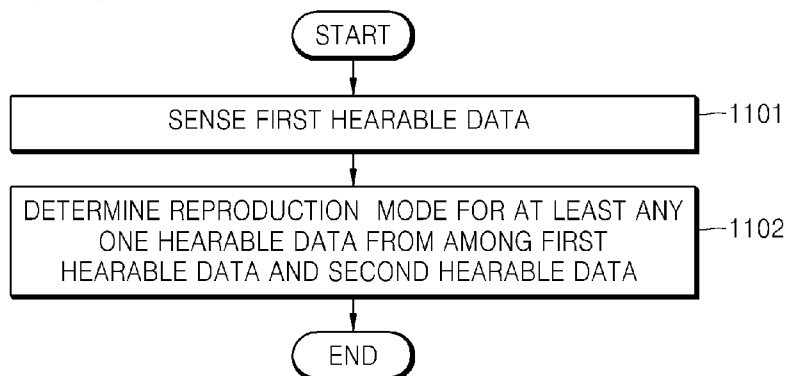 START
SENSE FIRST HEARABLE DATA
1101
DETERMINE REPRODUCTION MODE FOR AT LEAST ANY
ONE HEARABLE DATA FROM AMONG FIRST
HEARABLE DATA AND SECOND HEARABLE DATA
1102
END